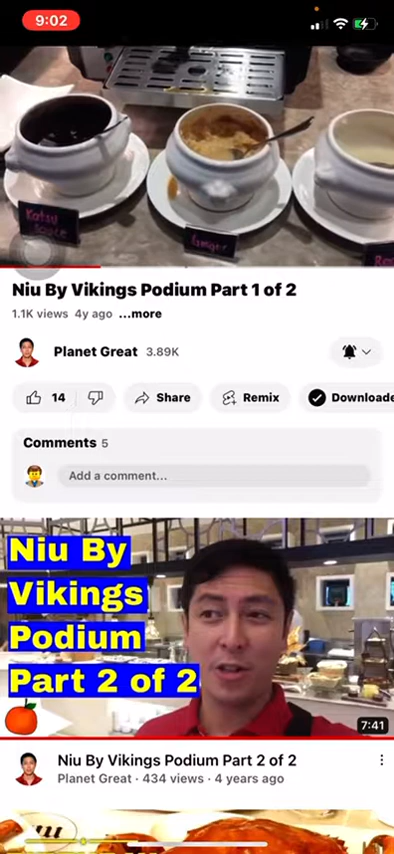 9:02
Katsu
sauce
Ginger
Niu By Vikings Podium Part 1 of 2
1.1K views 4y ago ...more
Planet Great 3.89K
14
Share
Remix
Downloade
Comments 5
Add a comment...
Niu By
Vikings
Podium
Part 2 of 2
7:41
Niu By Vikings Podium Part 2 of 2
Planet Great · 434 views · 4 years ago